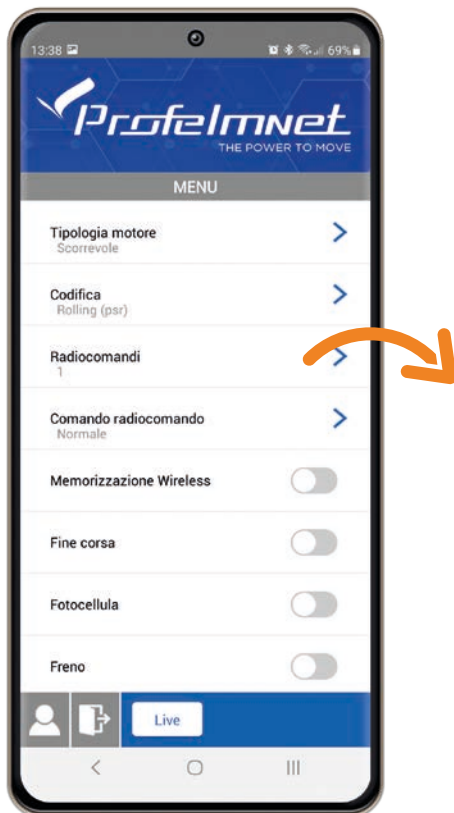 13:38 69%
Profelmnet
THE POWER TO MOVE
MENU
Tipologia motore
Scorrevole
Codifica
Rolling (psr)
Radiocomandi
1
Comando radiocomando
Normale
Memorizzazione Wireless
Fine corsa
Fotocellula
Freno
Live